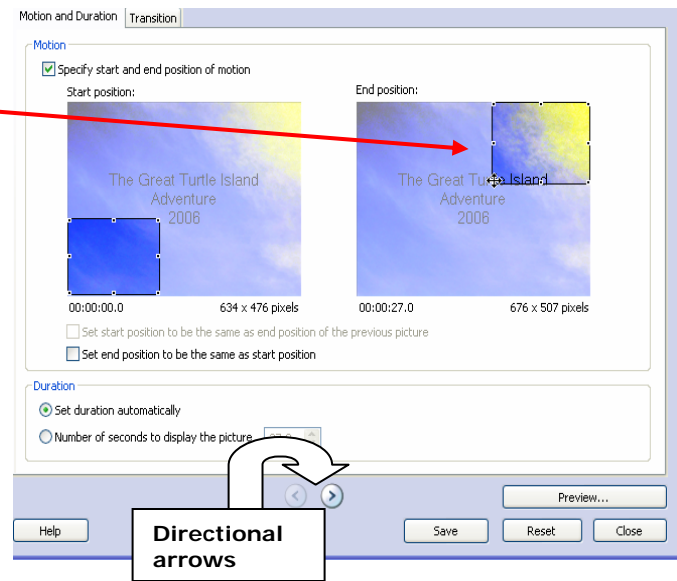 Motion and Duration Transition
Motion
Specify start and end position of motion
Start position: End position:
The Great Turtle Island
Adventure
2006
The Great Tu le Island
Adventure
2006
00:00:00.0 634 x 476 pixels 00:00:27.0 676 x 507 pixels
Set start position to be the same as end position of the previous picture
Set end position to be the same as start position
Duration
Set duration automatically
Number of seconds to display the picture
Preview...
Help Save Reset Close
Directional
arrows